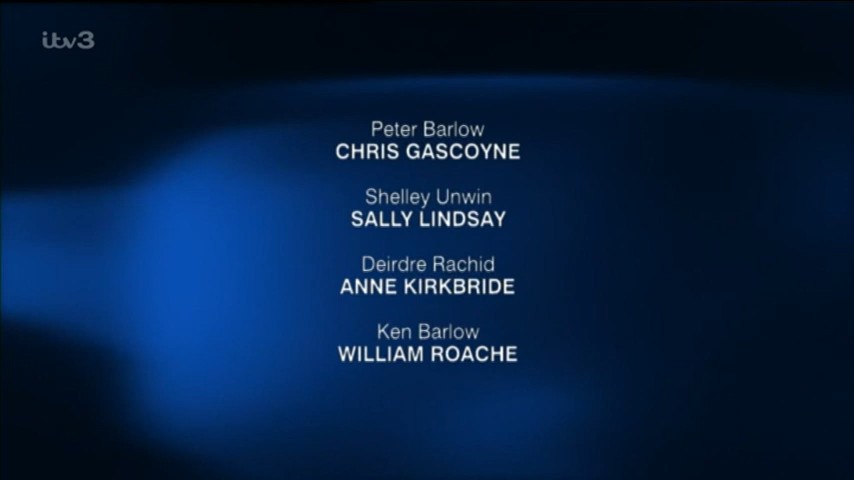 itv3
Peter Barlow
CHRIS GASCOYNE
Shelley Unwin
SALLY LINDSAY
Deirdre Rachid
ANNE KIRKBRIDE
Ken Barlow
WILLIAM ROACHE